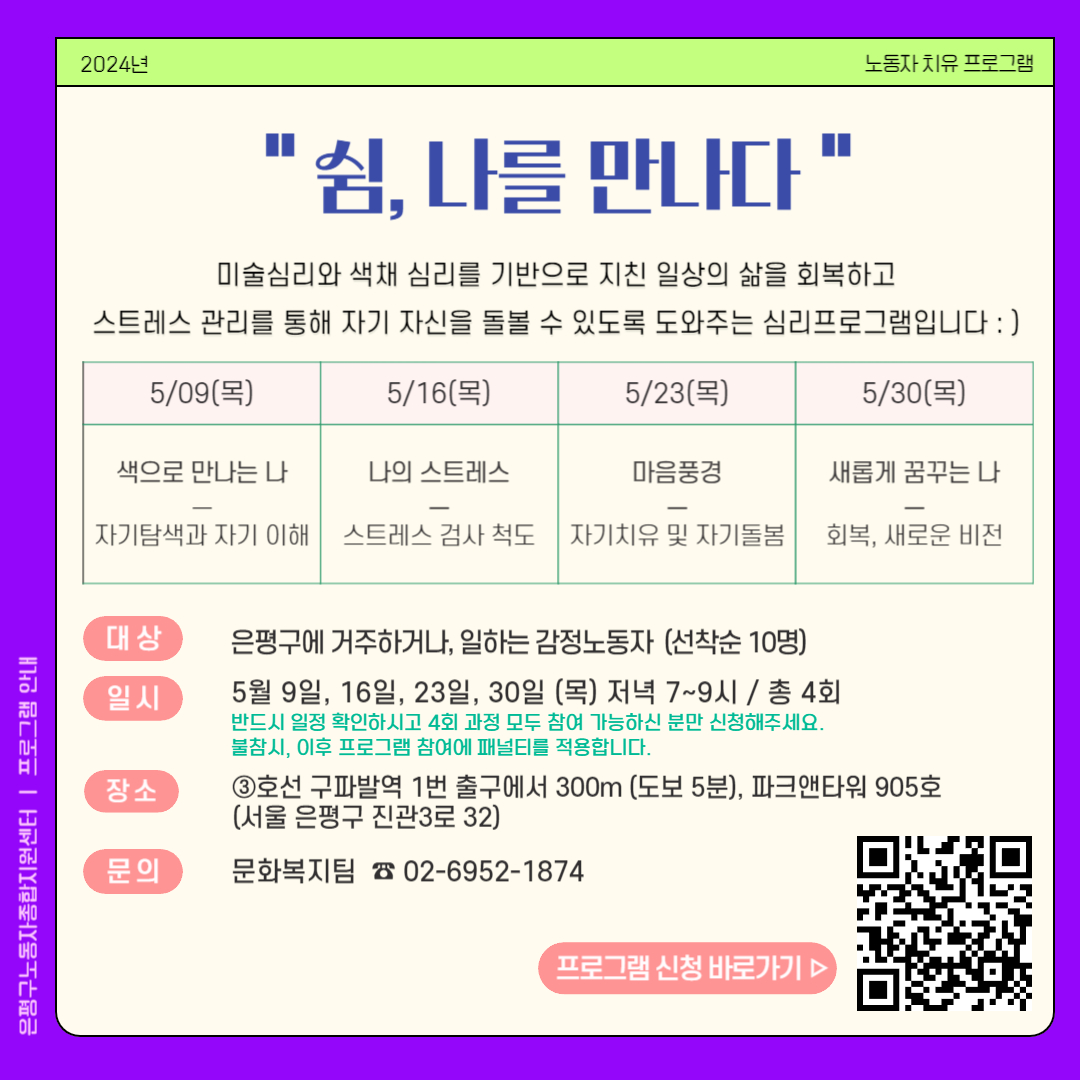 2024년
노동자 치유 프로그램
" 쉼, 나를 만나다 "
미술심리와 색채 심리를 기반으로 지친 일상의 삶을 회복하고
스트레스 관리를 통해 자기 자신을 돌볼 수 있도록 도와주는 심리프로그램입니다 : )
5/09(목)
5/16(목)
5/23(목)
5/30(목)
색으로 만나는 나
–
자기탐색과 자기 이해
나의 스트레스
–
스트레스 검사 척도
마음풍경
–
자기치유 및 자기돌봄
새롭게 꿈꾸는 나
–
회복, 새로운 비전
대상
은평구에 거주하거나, 일하는 감정노동자 (선착순 10명)
일시
5월 9일, 16일, 23일, 30일 (목) 저녁 7~9시 / 총 4회
반드시 일정 확인하시고 4회 과정 모두 참여 가능하신 분만 신청해주세요.
불참시, 이후 프로그램 참여에 패널티를 적용합니다.
장소
③호선 구파발역 1번 출구에서 300m (도보 5분), 파크앤타워 905호
(서울 은평구 진관3로 32)
문의
문화복지팀 ☎ 02-6952-1874
프로그램 신청 바로가기 ▷
은평구노동자종합지원센터 | 프로그램 안내